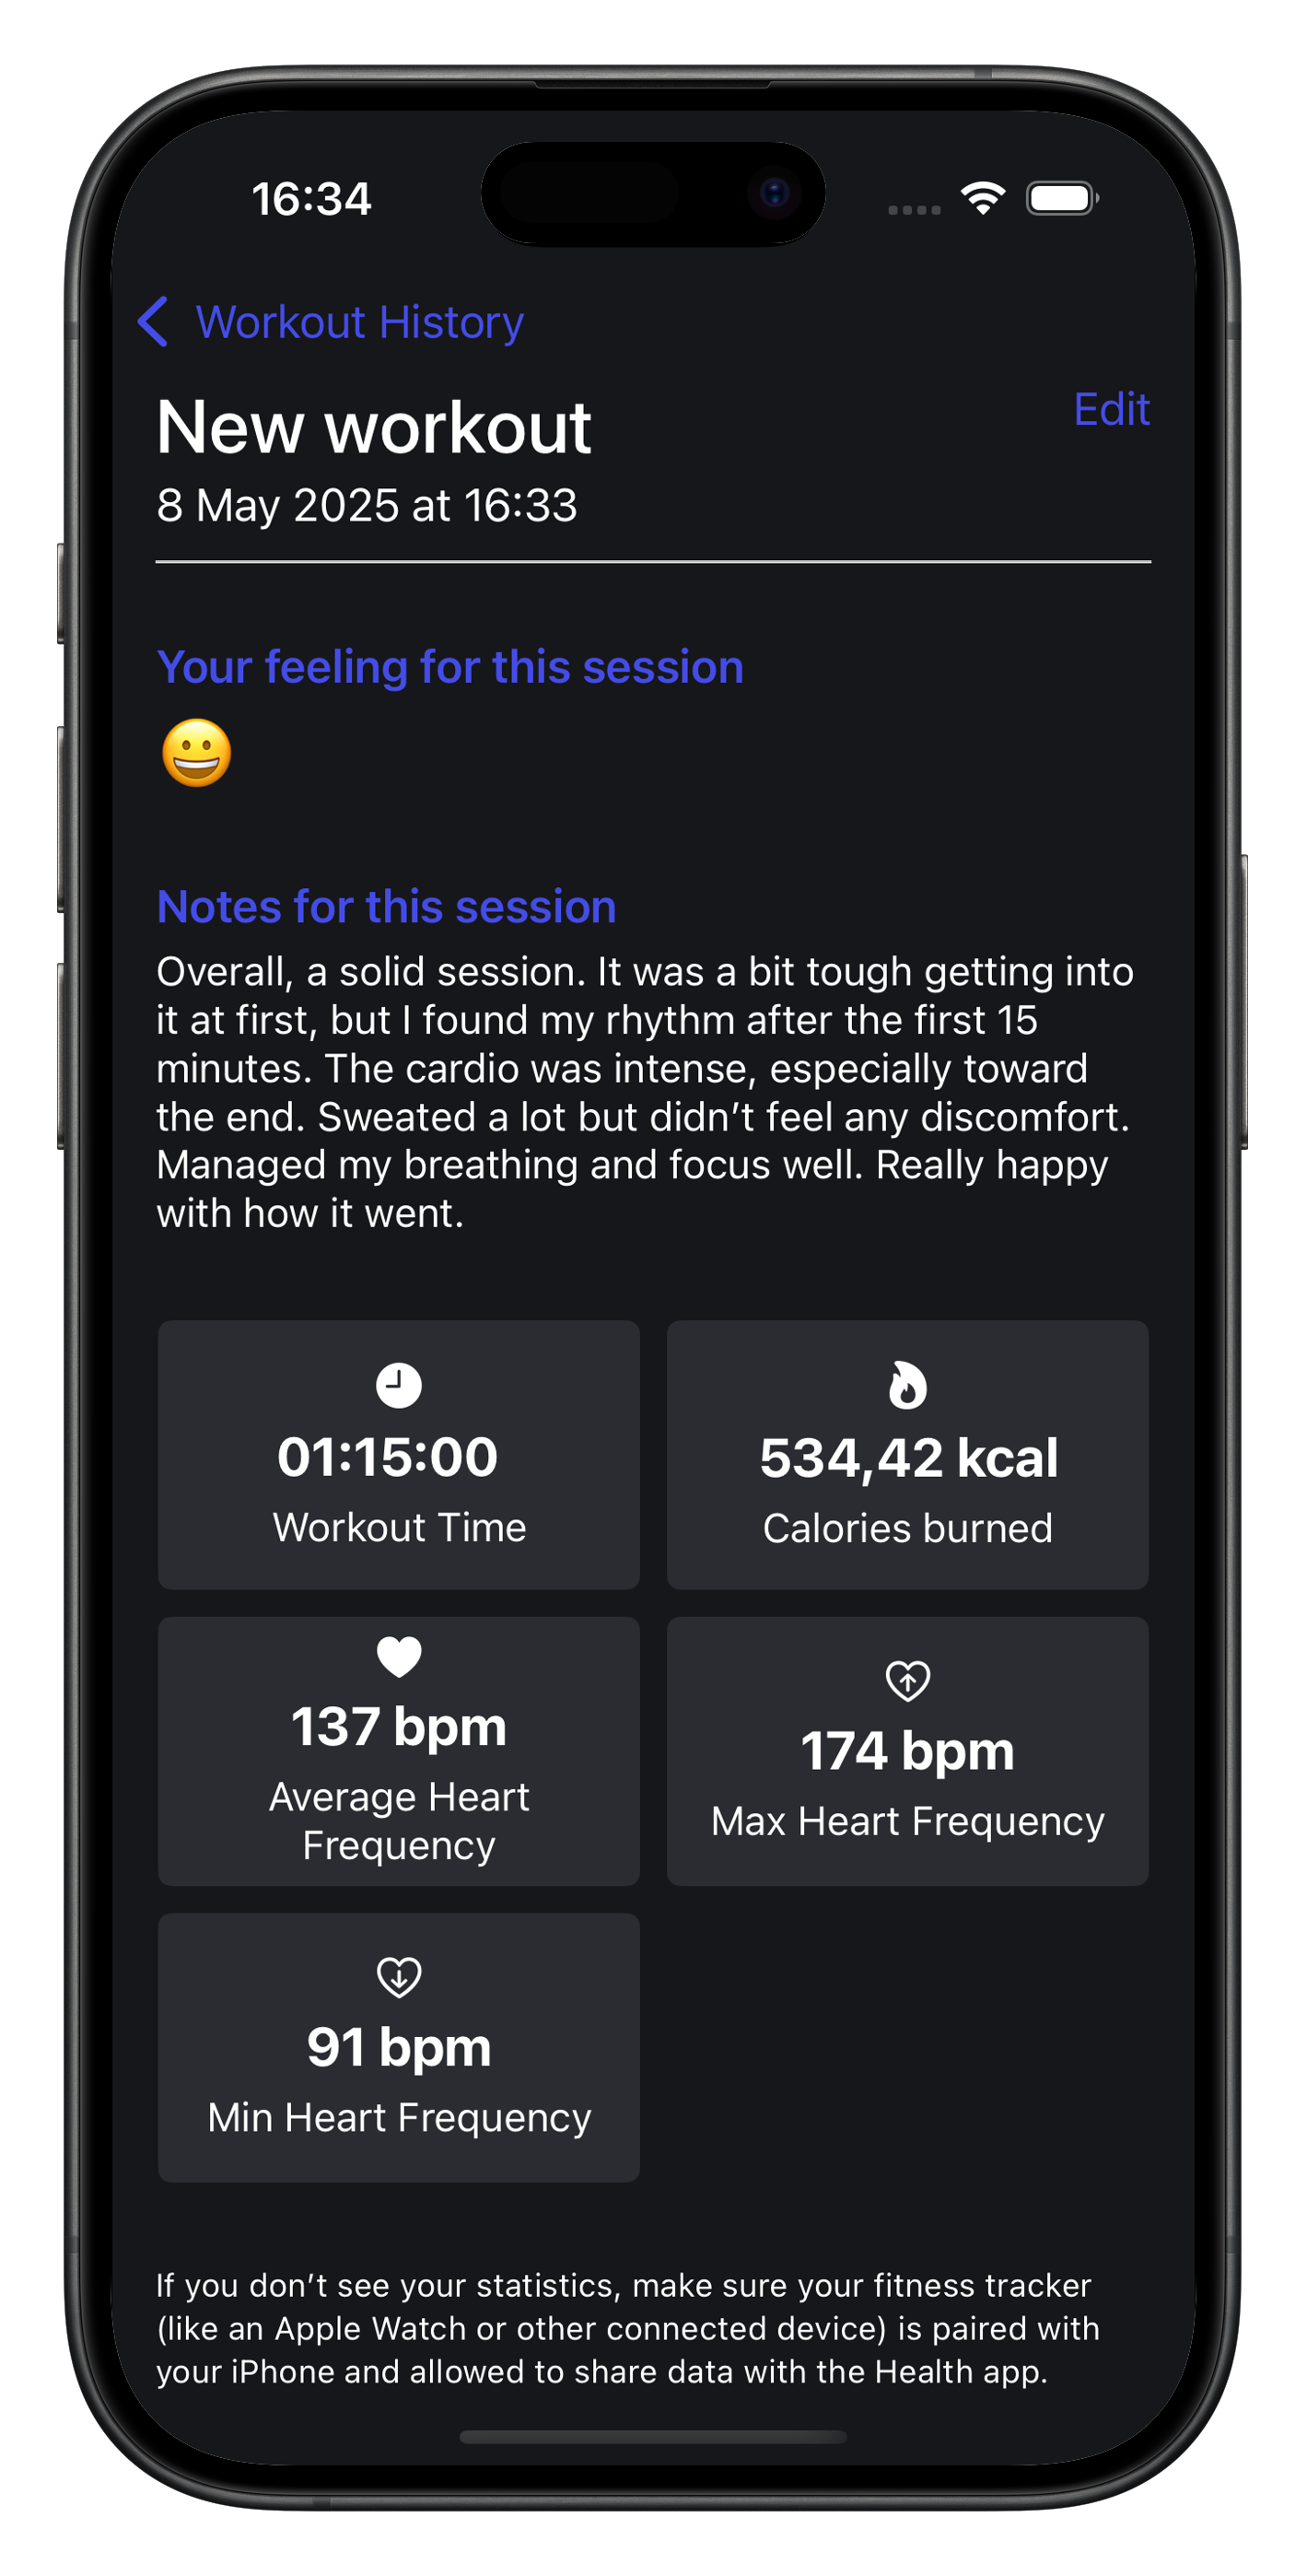 16:34
Workout History
New workout
Edit
8 May 2025 at 16:33
Your feeling for this session
Notes for this session
Overall, a solid session. It was a bit tough getting into
it at first, but I found my rhythm after the first 15
minutes. The cardio was intense, especially toward
the end. Sweated a lot but didn’t feel any discomfort.
Managed my breathing and focus well. Really happy
with how it went.
01:15:00
Workout Time
534,42 kcal
Calories burned
137 bpm
Average Heart
Frequency
174 bpm
Max Heart Frequency
91 bpm
Min Heart Frequency
If you don’t see your statistics, make sure your fitness tracker
(like an Apple Watch or other connected device) is paired with
your iPhone and allowed to share data with the Health app.